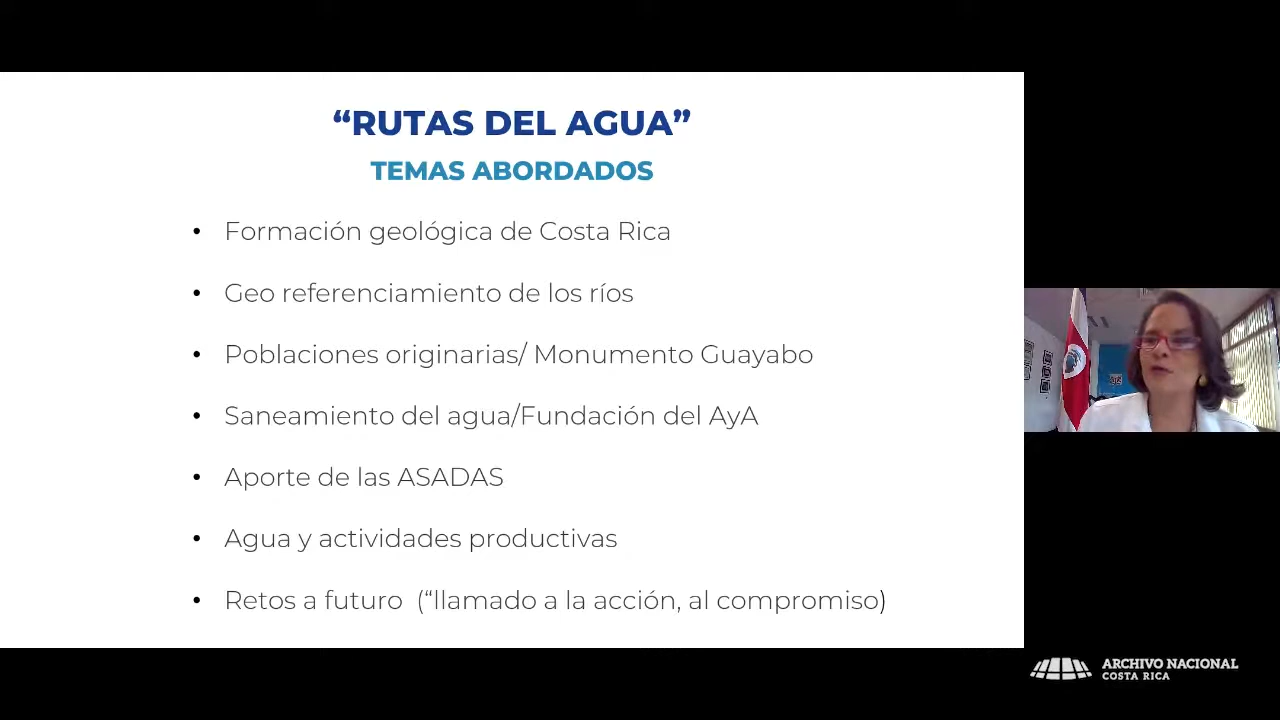 “RUTAS DEL AGUA”
TEMAS ABORDADOS
• Formación geológica de Costa Rica
• Geo referenciamiento de los ríos
• Poblaciones originarias/ Monumento Guayabo
• Saneamiento del agua/Fundación del AyA
• Aporte de las ASADAS
• Agua y actividades productivas
• Retos a futuro (“llamado a la acción, al compromiso)
ARCHIVO NACIONAL
COSTA RICA